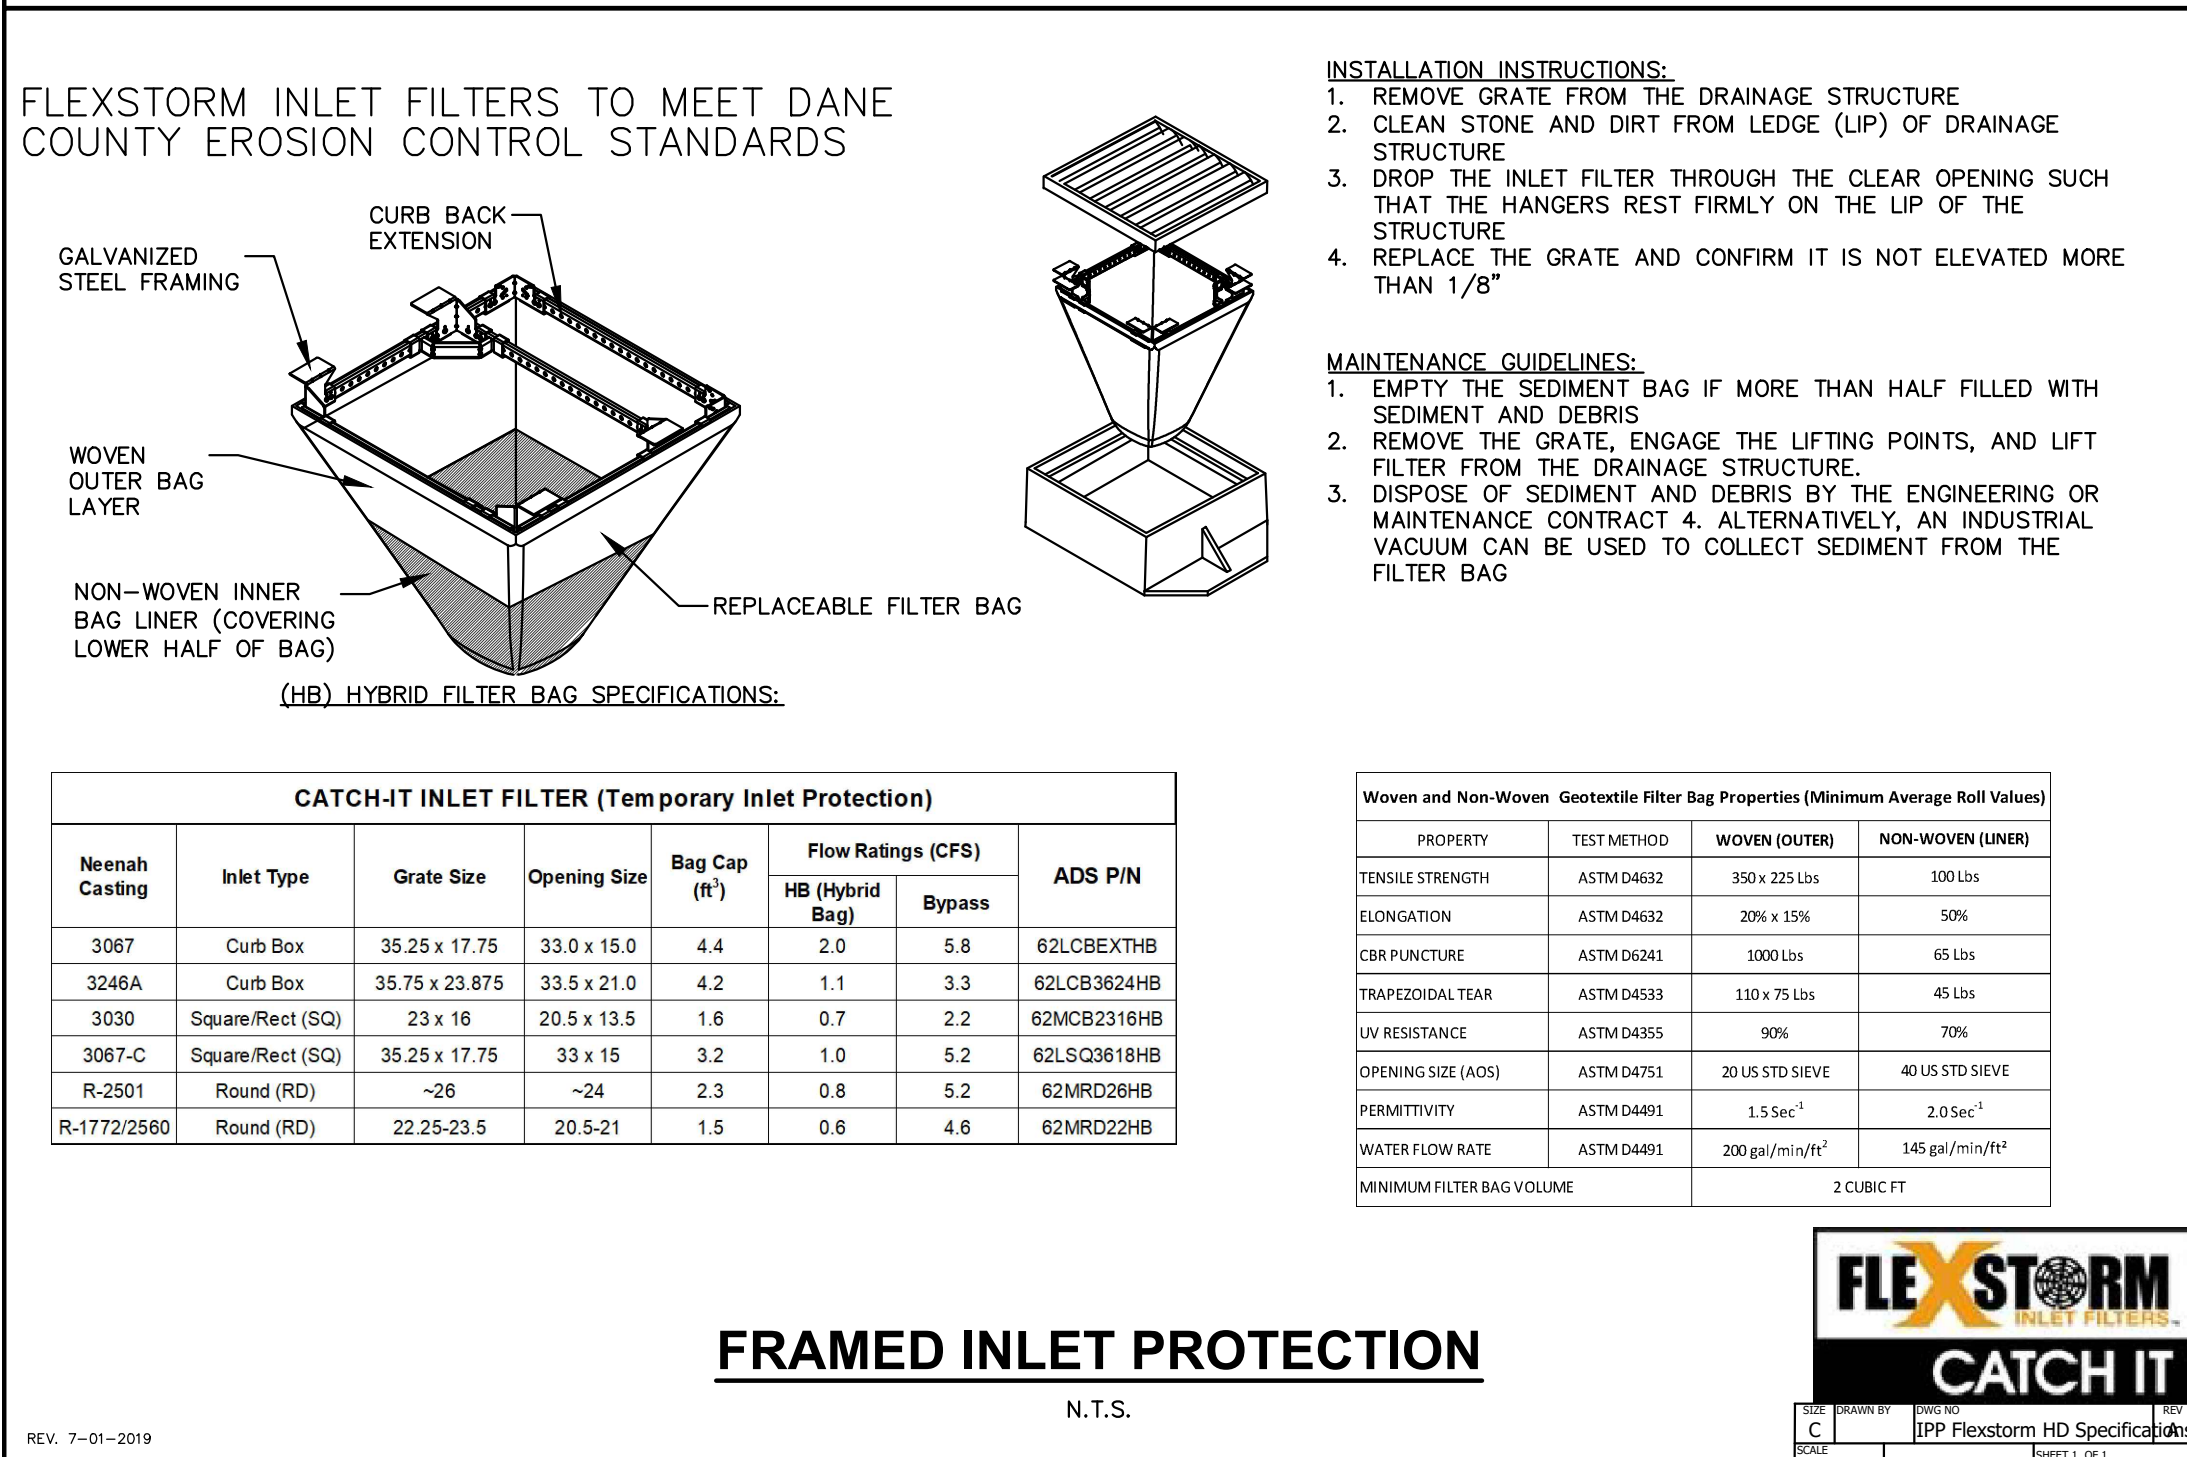 FLEXSTORM INLET FILTERS TO MEET DANE
COUNTY EROSION CONTROL STANDARDS
CURB BACK
EXTENSION
GALVANIZED
STEEL FRAMING
WOVEN
OUTER BAG
LAYER
NON-WOVEN INNER
BAG LINER (COVERING
LOWER HALF OF BAG)
REPLACEABLE FILTER BAG
(HB) HYBRID FILTER BAG SPECIFICATIONS:
INSTALLATION INSTRUCTIONS:
1. REMOVE GRATE FROM THE DRAINAGE STRUCTURE
2. CLEAN STONE AND DIRT FROM LEDGE (LIP) OF DRAINAGE
STRUCTURE
3. DROP THE INLET FILTER THROUGH THE CLEAR OPENING SUCH
THAT THE HANGERS REST FIRMLY ON THE LIP OF THE
STRUCTURE
4. REPLACE THE GRATE AND CONFIRM IT IS NOT ELEVATED MORE
THAN 1/8”
MAINTENANCE GUIDELINES:
1. EMPTY THE SEDIMENT BAG IF MORE THAN HALF FILLED WITH
SEDIMENT AND DEBRIS
2. REMOVE THE GRATE, ENGAGE THE LIFTING POINTS, AND LIFT
FILTER FROM THE DRAINAGE STRUCTURE.
3. DISPOSE OF SEDIMENT AND DEBRIS BY THE ENGINEERING OR
MAINTENANCE CONTRACT 4. ALTERNATIVELY, AN INDUSTRIAL
VACUUM CAN BE USED TO COLLECT SEDIMENT FROM THE
FILTER BAG
CATCH-IT INLET FILTER (Temporary Inlet Protection)
Neenah Casting Inlet Type Grate Size Opening Size Bag Cap (ft³) Flow Ratings (CFS) ADS P/N
HB (Hybrid Bag) Bypass
3067 Curb Box 35.25 x 17.75 33.0 x 15.0 4.4 2.0 5.8 62LCBEXTHB
3246A Curb Box 35.75 x 23.875 33.5 x 21.0 4.2 1.1 3.3 62LCB3624HB
3030 Square/Rect (SQ) 23 x 16 20.5 x 13.5 1.6 0.7 2.2 62MCB2316HB
3067-C Square/Rect (SQ) 35.25 x 17.75 33 x 15 3.2 1.0 5.2 62LSQ3618HB
R-2501 Round (RD) ~26 ~24 2.3 0.8 5.2 62MRD26HB
R-1772/2560 Round (RD) 22.25-23.5 20.5-21 1.5 0.6 4.6 62MRD22HB
Woven and Non-Woven Geotextile Filter Bag Properties (Minimum Average Roll Values)
PROPERTY TEST METHOD WOVEN (OUTER) NON-WOVEN (LINER)
TENSILE STRENGTH ASTM D4632 350 x 225 Lbs 100 Lbs
ELONGATION ASTM D4632 20% x 15% 50%
CBR PUNCTURE ASTM D6241 1000 Lbs 65 Lbs
TRAPEZOIDAL TEAR ASTM D4533 110 x 75 Lbs 45 Lbs
UV RESISTANCE ASTM D4355 90% 70%
OPENING SIZE (AOS) ASTM D4751 20 US STD SIEVE 40 US STD SIEVE
PERMITTIVITY ASTM D4491 1.5 Sec⁻¹ 2.0 Sec⁻¹
WATER FLOW RATE ASTM D4491 200 gal/min/ft² 145 gal/min/ft²
MINIMUM FILTER BAG VOLUME 2 CUBIC FT
FRAMED INLET PROTECTION
N.T.S.
REV. 7-01-2019
FLEXSTORM
INLET FILTERS
CATCH IT
SIZE DRAWN BY DWG NO REV
C IPP Flexstorm HD Specifications A
SCALE SHEET 1 OF 1